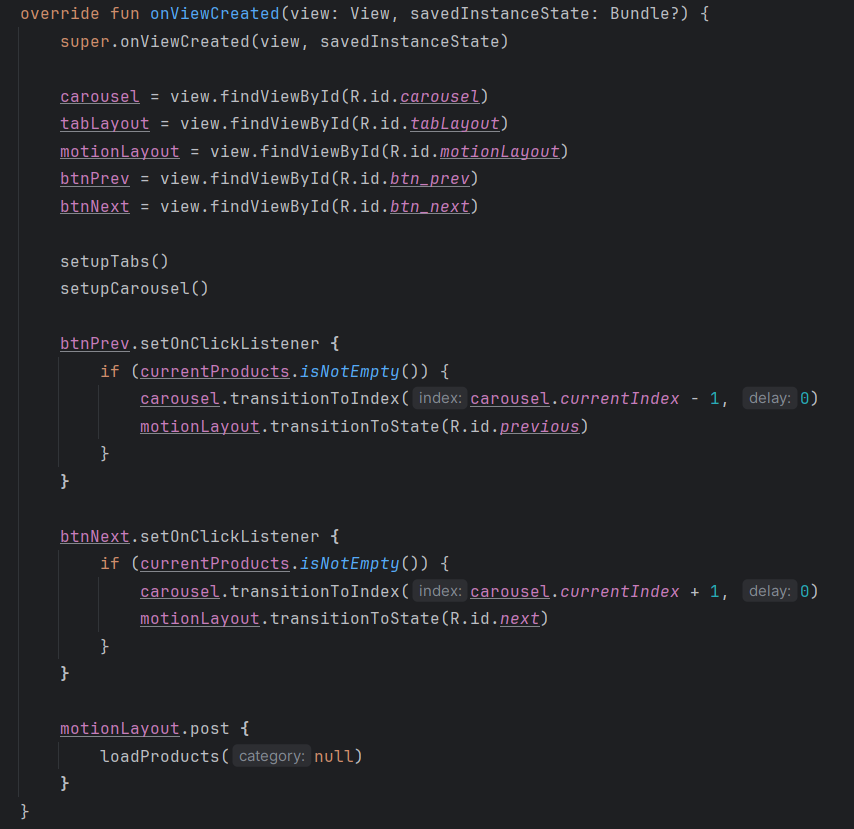 override fun onViewCreated(view: View, savedInstanceState: Bundle?) {
super.onViewCreated(view, savedInstanceState)
carousel = view.findViewById(R.id.carousel)
tabLayout = view.findViewById(R.id.tabLayout)
motionLayout = view.findViewById(R.id.motionLayout)
btnPrev = view.findViewById(R.id.btn_prev)
btnNext = view.findViewById(R.id.btn_next)
setupTabs()
setupCarousel()
btnPrev.setOnClickListener {
if (currentProducts.isNotEmpty()) {
carousel.transitionToIndex( index: carousel.currentIndex - 1, delay: 0)
motionLayout.transitionToState(R.id.previous)
}
}
btnNext.setOnClickListener {
if (currentProducts.isNotEmpty()) {
carousel.transitionToIndex( index: carousel.currentIndex + 1, delay: 0)
motionLayout.transitionToState(R.id.next)
}
}
motionLayout.post {
loadProducts( category: null)
}
}